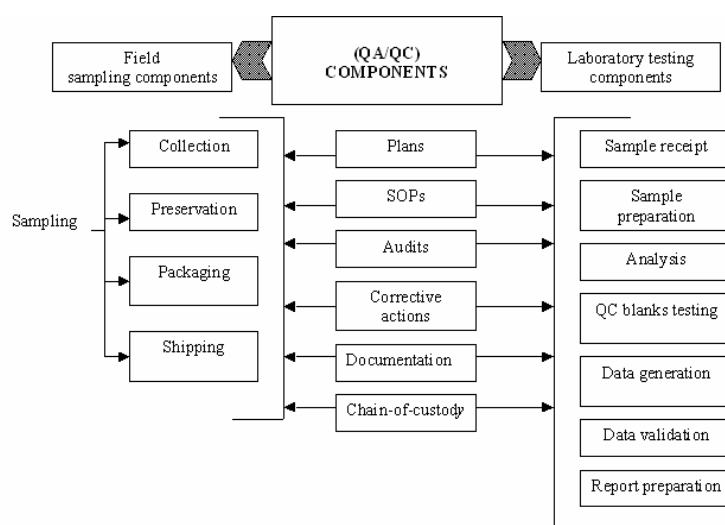 (QA/QC)
COMPONENTS
Field
sampling components
Laboratory testing
components
Sampling
Collection
Preservation
Packaging
Shipping
Plans
SOPs
Audits
Corrective
actions
Documentation
Chain-of-custody
Sample receipt
Sample
preparation
Analysis
QC blanks testing
Data generation
Data validation
Report preparation